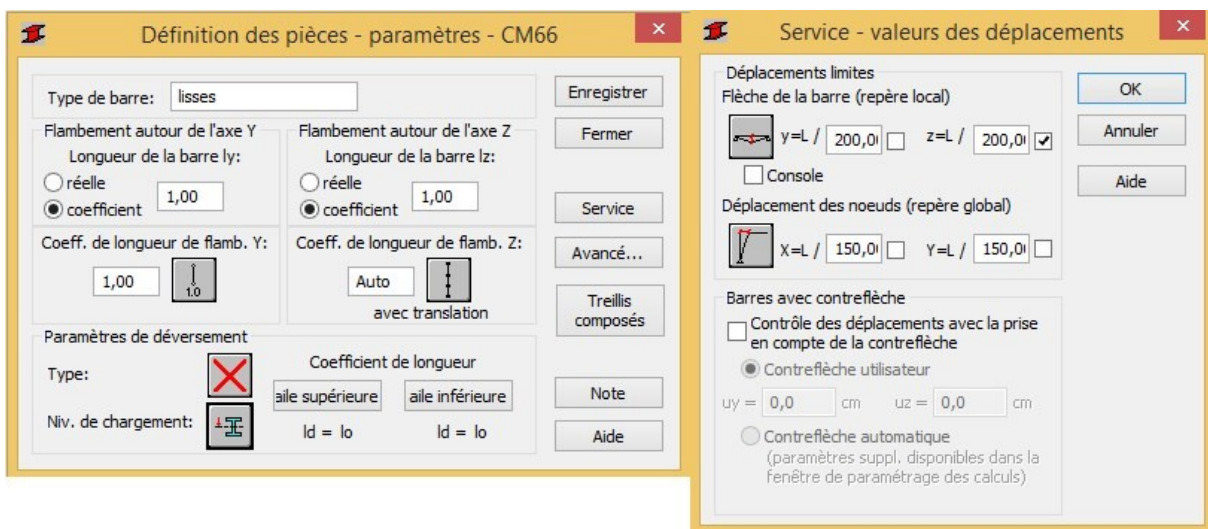 Définition des pièces - paramètres - CM66
Type de barre: lisses
Enregistrer
Fermer
Flambement autour de l'axe Y
Longueur de la barre ly:
réelle
coefficient
1,00
Flambement autour de l'axe Z
Longueur de la barre lz:
réelle
coefficient
1,00
Service
Coeff. de longueur de flamb. Y:
1,00
1.0
Coeff. de longueur de flamb. Z:
Auto
avec translation
Avancé...
Treillis
composés
Paramètres de déversement
Type:
Niv. de chargement:
Coefficient de longueur
aile supérieure
aile inférieure
ld = lo
ld = lo
Note
Aide
Service - valeurs des déplacements
Déplacements limites
Flèche de la barre (repère local)
y=L / 200,0 z=L / 200,0
Console
Déplacement des noeuds (repère global)
X=L / 150,0 Y=L / 150,0
OK
Annuler
Aide
Barres avec contreflèche
Contrôle des déplacements avec la prise
en compte de la contreflèche
Contreflèche utilisateur
uy = 0,0 cm uz = 0,0 cm
Contreflèche automatique
(paramètres suppl. disponibles dans la
fenêtre de paramétrage des calculs)